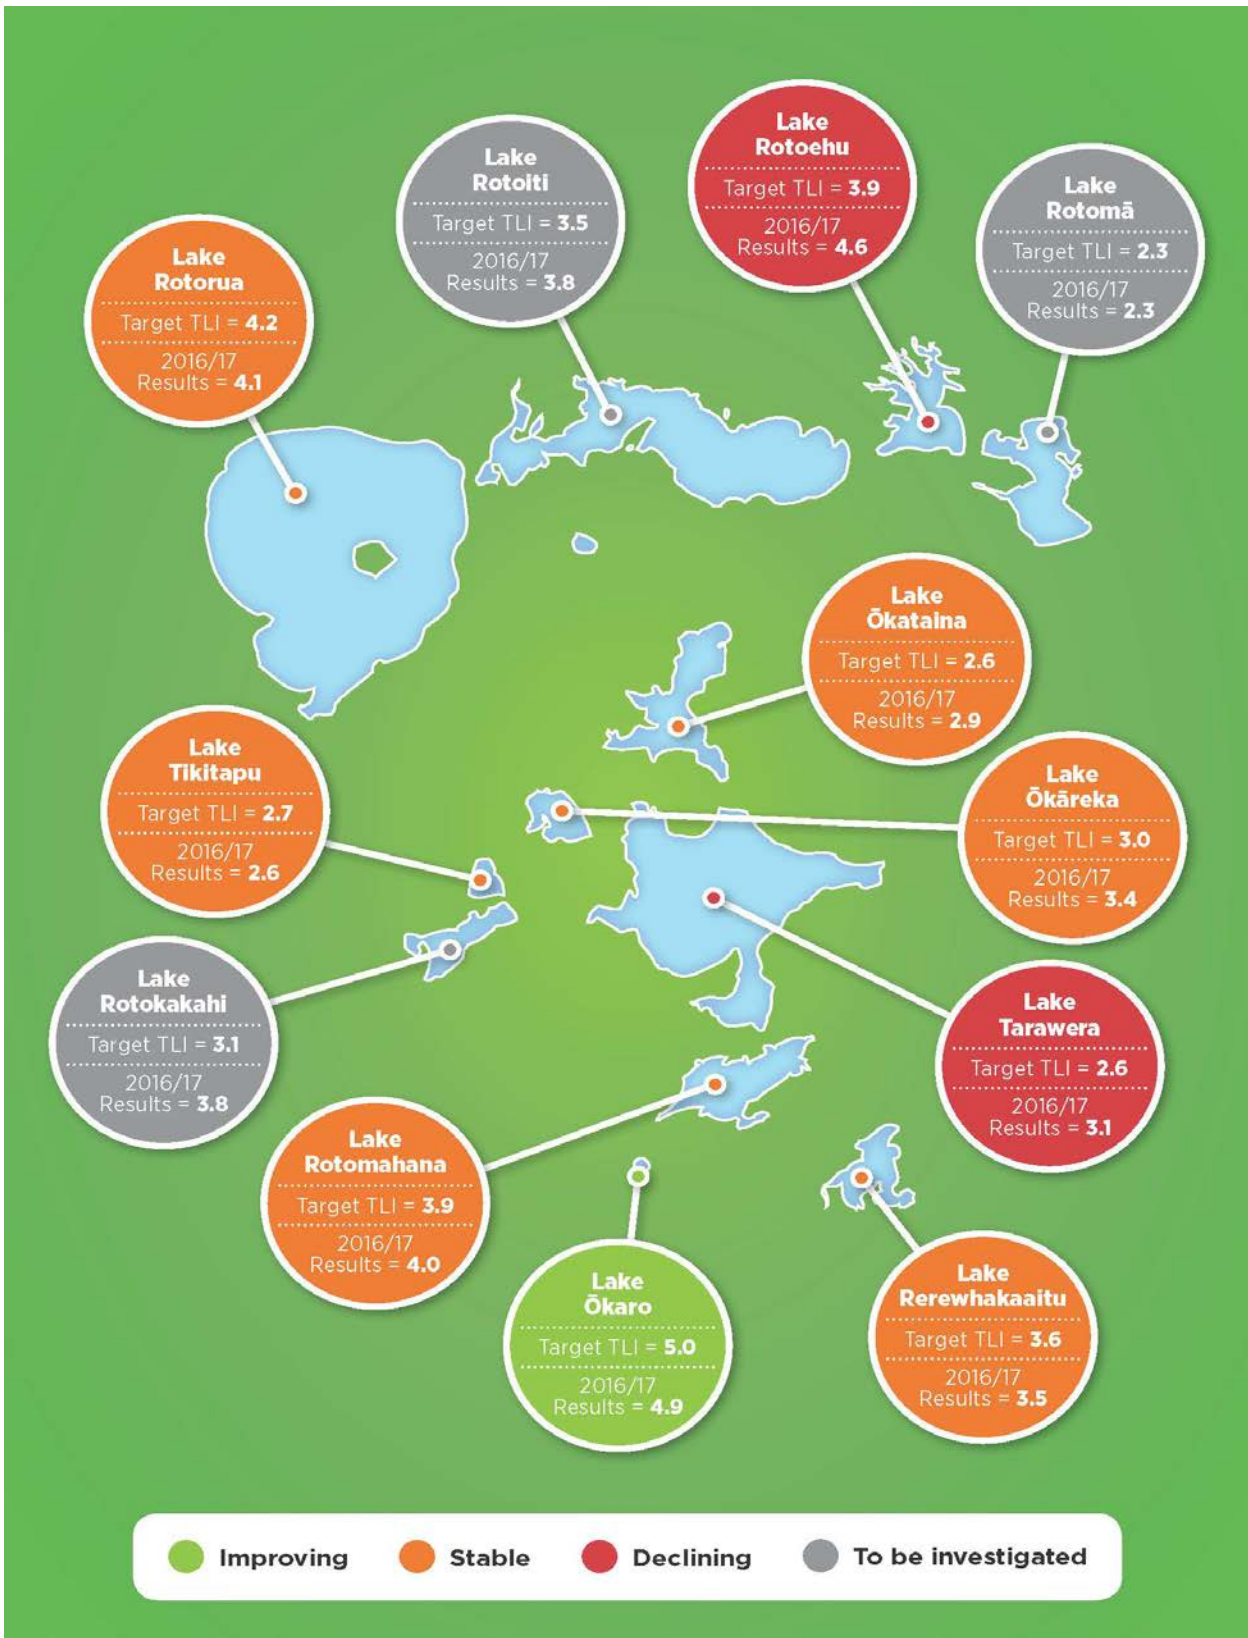 Lake
Rotoehu
Target TLI = 3.9
2016/17
Results = 4.6
Lake
Rotoiti
Target TLI = 3.5
2016/17
Results = 3.8
Lake
Rotomā
Target TLI = 2.3
2016/17
Results = 2.3
Lake
Rotorua
Target TLI = 4.2
2016/17
Results = 4.1
Lake
Ōkataina
Target TLI = 2.6
2016/17
Results = 2.9
Lake
Tikitapu
Target TLI = 2.7
2016/17
Results = 2.6
Lake
Ōkāreka
Target TLI = 3.0
2016/17
Results = 3.4
Lake
Rotokakahi
Target TLI = 3.1
2016/17
Results = 3.8
Lake
Tarawera
Target TLI = 2.6
2016/17
Results = 3.1
Lake
Rotomahana
Target TLI = 3.9
2016/17
Results = 4.0
Lake
Ōkaro
Target TLI = 5.0
2016/17
Results = 4.9
Lake
Rerewhakaaitu
Target TLI = 3.6
2016/17
Results = 3.5
Improving Stable Declining To be investigated